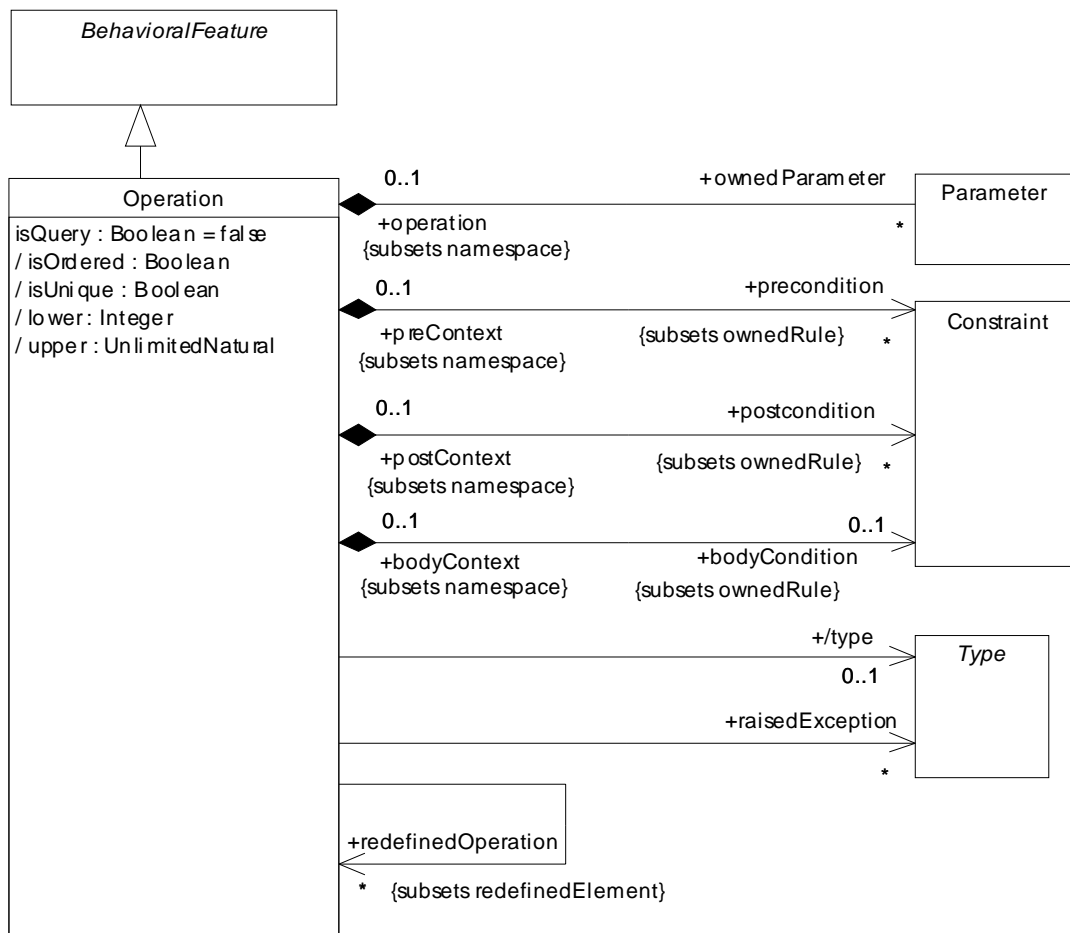 BehavioralFeature
Operation
isQuery : Boolean = false
/ isOrdered : Boolean
/ isUnique : Boolean
/ lower : Integer
/ upper : UnlimitedNatural
0..1
+ownedParameter
+operation
{subsets namespace}
*
Parameter
0..1
+precondition
+preContext
{subsets namespace}
{subsets ownedRule}
*
Constraint
0..1
+postcondition
+postContext
{subsets namespace}
{subsets ownedRule}
*
0..1
0..1
+bodyContext
{subsets namespace}
+bodyCondition
{subsets ownedRule}
+/type
0..1
Type
+raisedException
*
+redefinedOperation
* {subsets redefinedElement}